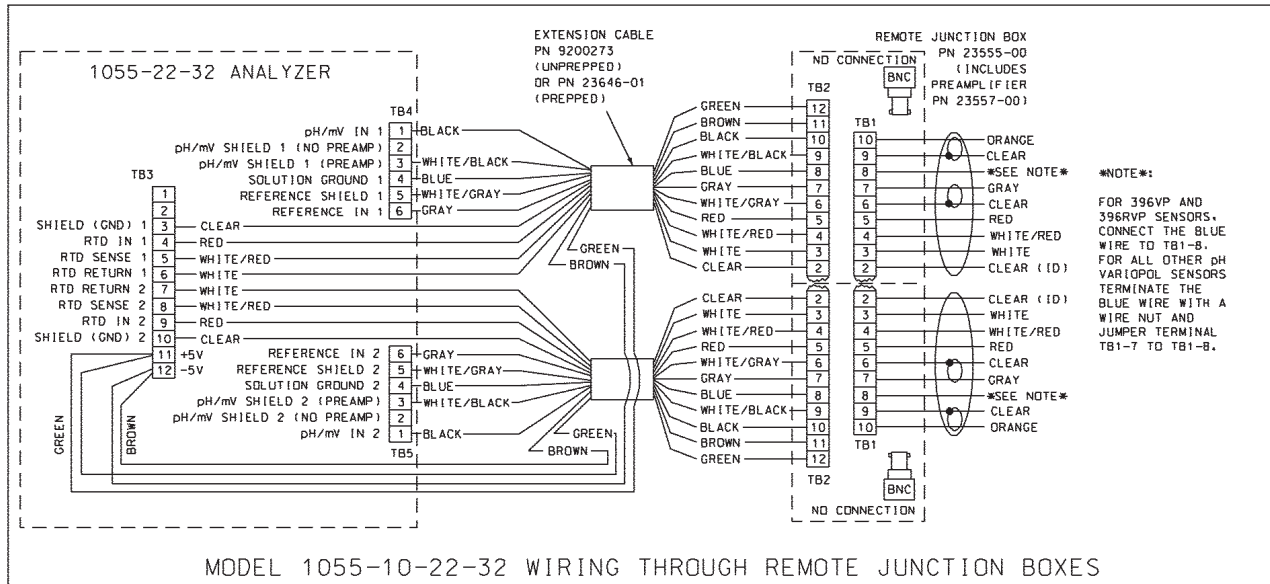 1055-22-32 ANALYZER
EXTENSION CABLE
PN 9200273
(UNPREPPED)
OR PN 23646-01
(PREPPED)
REMOTE JUNCTION BOX
PN 23555-00
(INCLUDES
PREAMPLIFIER
PN 23557-00)
NO CONNECTION
BNC
TB4
pH/mV IN 1 1 BLACK
pH/mV SHIELD 1 (NO PREAMP) 2
pH/mV SHIELD 1 (PREAMP) 3 WHITE/BLACK
SOLUTION GROUND 1 4 BLUE
REFERENCE SHIELD 1 5 WHITE/GRAY
REFERENCE IN 1 6 GRAY
TB3
1
2
SHIELD (GND) 1 3 CLEAR
RTD IN 1 4 RED
RTD SENSE 1 5 WHITE/RED
RTD RETURN 1 6 WHITE
RTD RETURN 2 7 WHITE
RTD SENSE 2 8 WHITE/RED
RTD IN 2 9 RED
SHIELD (GND) 2 10 CLEAR
11 +5V
12 -5V
GREEN
BROWN
GREEN
BROWN
REFERENCE IN 2 6 GRAY
REFERENCE SHIELD 2 5 WHITE/GRAY
SOLUTION GROUND 2 4 BLUE
pH/mV SHIELD 2 (PREAMP) 3 WHITE/BLACK
pH/mV SHIELD 2 (NO PREAMP) 2
pH/mV IN 2 1 BLACK
TB5
GREEN
BROWN
TB2
GREEN 12
BROWN 11
BLACK 10
WHITE/BLACK 9
BLUE 8
GRAY 7
WHITE/GRAY 6
RED 5
WHITE/RED 4
WHITE 3
CLEAR 2
TB1
10 ORANGE
9 CLEAR
8 *SEE NOTE*
7 GRAY
6 CLEAR
5 RED
4 WHITE/RED
3 WHITE
2 CLEAR (ID)
CLEAR 2
WHITE 3
WHITE/RED 4
RED 5
WHITE/GRAY 6
GRAY 7
BLUE 8
WHITE/BLACK 9
BLACK 10
BROWN 11
GREEN 12
TB2
2 CLEAR (ID)
3 WHITE
4 WHITE/RED
5 RED
6 CLEAR
7 GRAY
8 *SEE NOTE*
9 CLEAR
10 ORANGE
TB1
BNC
NO CONNECTION
*NOTE*:
FOR 396VP AND
396RVP SENSORS,
CONNECT THE BLUE
WIRE TO TB1-8.
FOR ALL OTHER pH
VARIOPOL SENSORS
TERMINATE THE
BLUE WIRE WITH A
WIRE NUT AND
JUMPER TERMINAL
TB1-7 TO TB1-8.
MODEL 1055-10-22-32 WIRING THROUGH REMOTE JUNCTION BOXES